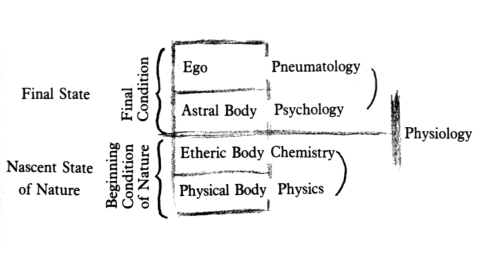 Final State
Final
Condition
Ego
Pneumatology
Astral Body
Psychology
Physiology
Nascent State
of Nature
Beginning
Condition
of Nature
Etheric Body
Chemistry
Physical Body
Physics